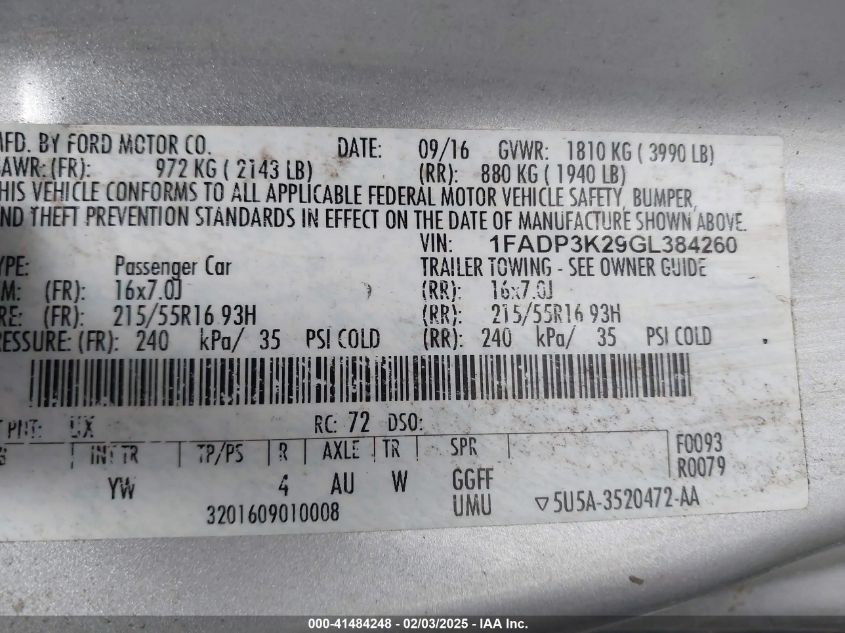 MFD. BY FORD MOTOR CO. DATE: 09/16 GVWR: 1810 KG ( 3990 LB)
GAWR: (FR): 972 KG ( 2143 LB) (RR): 880 KG ( 1940 LB)
THIS VEHICLE CONFORMS TO ALL APPLICABLE FEDERAL MOTOR VEHICLE SAFETY, BUMPER,
AND THEFT PREVENTION STANDARDS IN EFFECT ON THE DATE OF MANUFACTURE SHOWN ABOVE.
VIN: 1FADP3K29GL384260
YPE: Passenger Car TRAILER TOWING - SEE OWNER GUIDE
M: (FR): 16x7.0J (RR): 16x7.0J
RE: (FR): 215/55R16 93H (RR): 215/55R16 93H
RESSURE: (FR): 240 kPa/ 35 PSI COLD (RR): 240 kPa/ 35 PSI COLD
T PNT: UX RC: 72 DSO:
INT TR TP/PS R AXLE TR SPR F0093
R0079
YW 4 AU W GGFF
UMU
3201609010008 ▽5U5A-3520472-AA
000-41484248 - 02/03/2025 - IAA Inc.